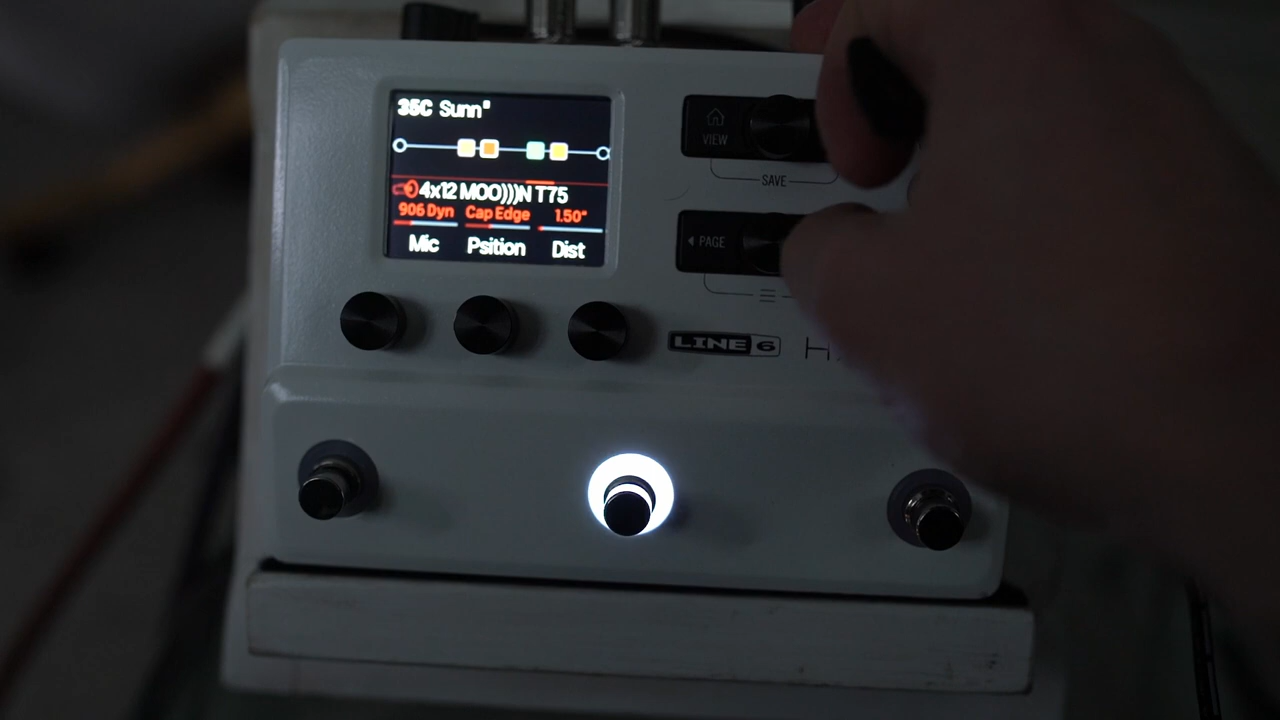 35C Sunn°
4x12 MOO)))N T75
906 Dyn Cap Edge 1.50"
Mic Psition Dist
VIEW
SAVE
PAGE
LINE 6
H